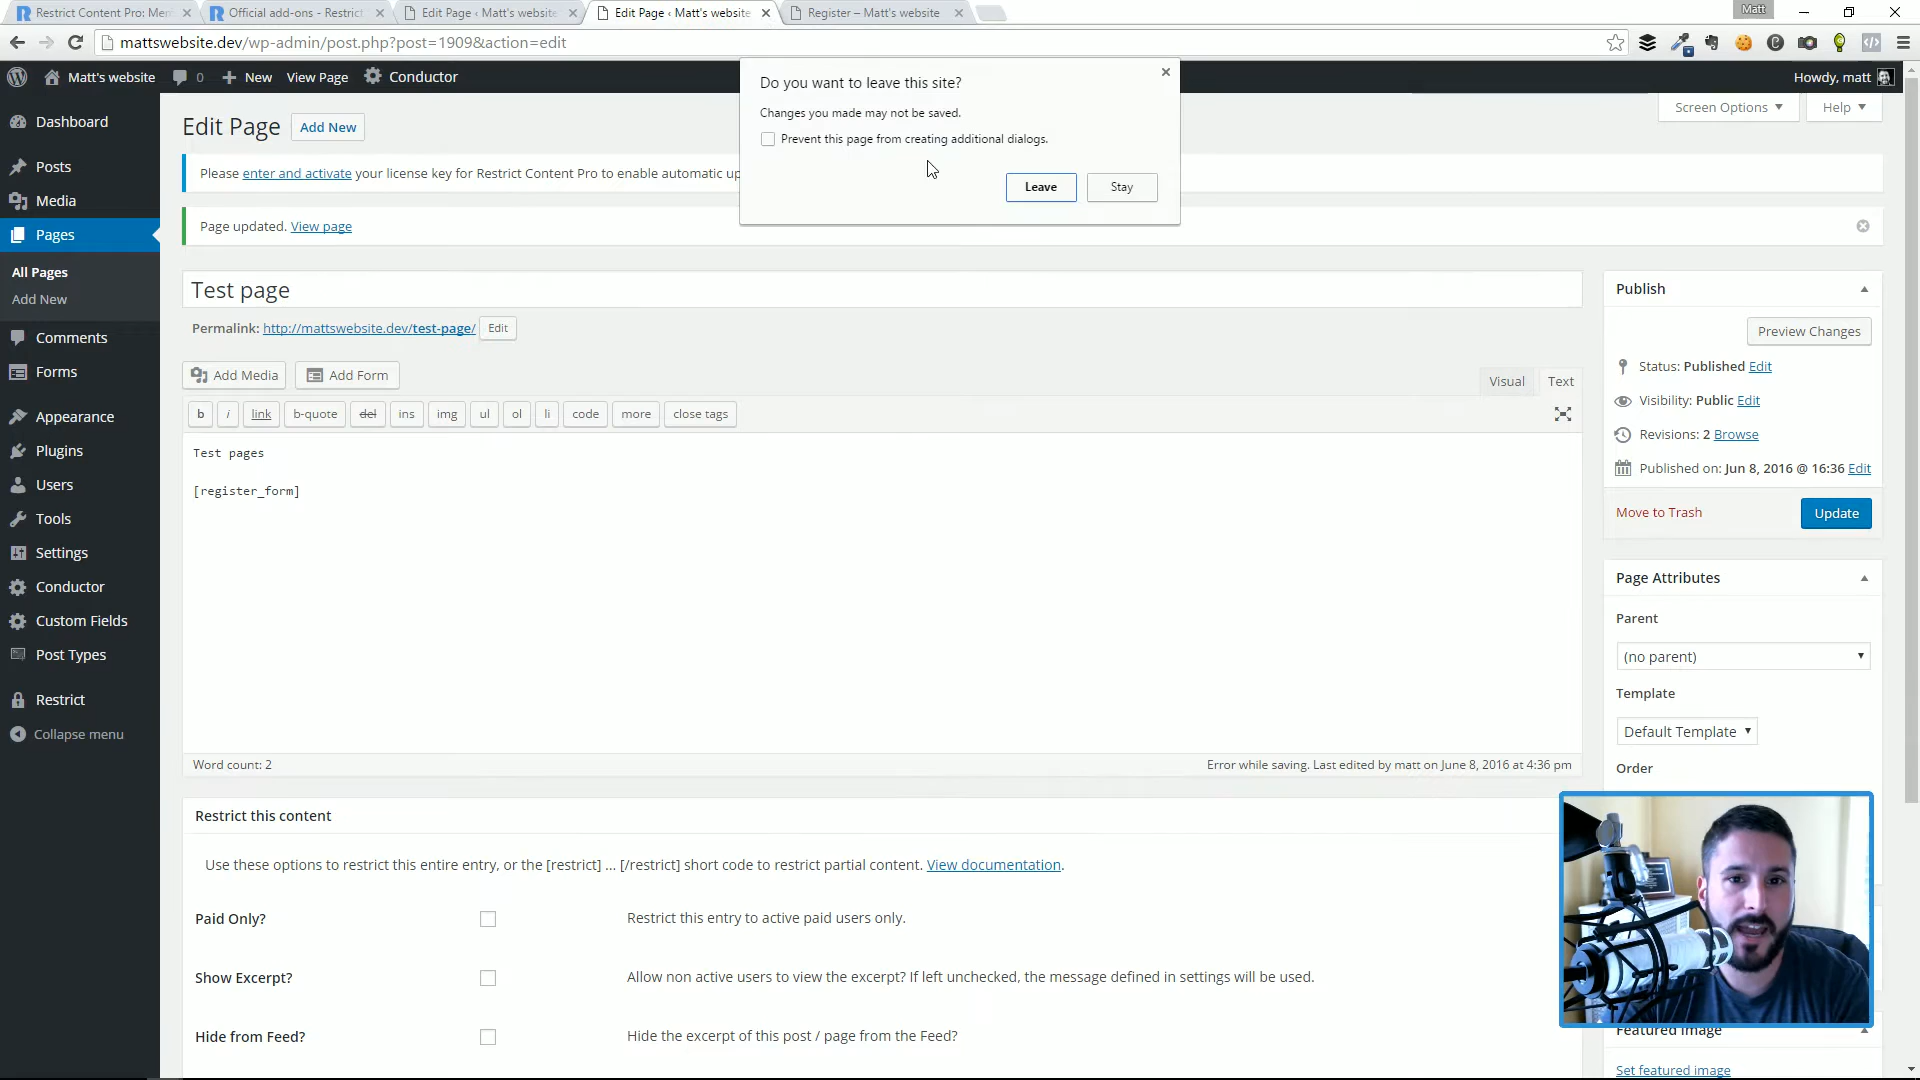 Restrict Content Pro: Mem
Official add-ons - Restrict
Edit Page ‹ Matt's website
Edit Page ‹ Matt's website
Register – Matt's website
Matt
mattswebsite.dev/wp-admin/post.php?post=1909&action=edit
Matt's website
0
New
View Page
Conductor
Howdy, matt
Do you want to leave this site?
Changes you made may not be saved.
Prevent this page from creating additional dialogs.
Leave
Stay
Screen Options
Help
Dashboard
Posts
Media
Pages
All Pages
Add New
Comments
Forms
Appearance
Plugins
Users
Tools
Settings
Conductor
Custom Fields
Post Types
Restrict
Collapse menu
Edit Page
Add New
Please enter and activate your license key for Restrict Content Pro to enable automatic up
Page updated. View page
Test page
Permalink: http://mattswebsite.dev/test-page/
Edit
Add Media
Add Form
Visual
Text
b
i
link
b-quote
del
ins
img
ul
ol
li
code
more
close tags
Test pages
[register_form]
Word count: 2
Error while saving. Last edited by matt on June 8, 2016 at 4:36 pm
Restrict this content
Use these options to restrict this entire entry, or the [restrict] ... [/restrict] short code to restrict partial content. View documentation.
Paid Only?
Restrict this entry to active paid users only.
Show Excerpt?
Allow non active users to view the excerpt? If left unchecked, the message defined in settings will be used.
Hide from Feed?
Hide the excerpt of this post / page from the Feed?
Publish
Preview Changes
Status: Published Edit
Visibility: Public Edit
Revisions: 2 Browse
Published on: Jun 8, 2016 @ 16:36 Edit
Move to Trash
Update
Page Attributes
Parent
(no parent)
Template
Default Template
Order
Featured Image
Set featured image